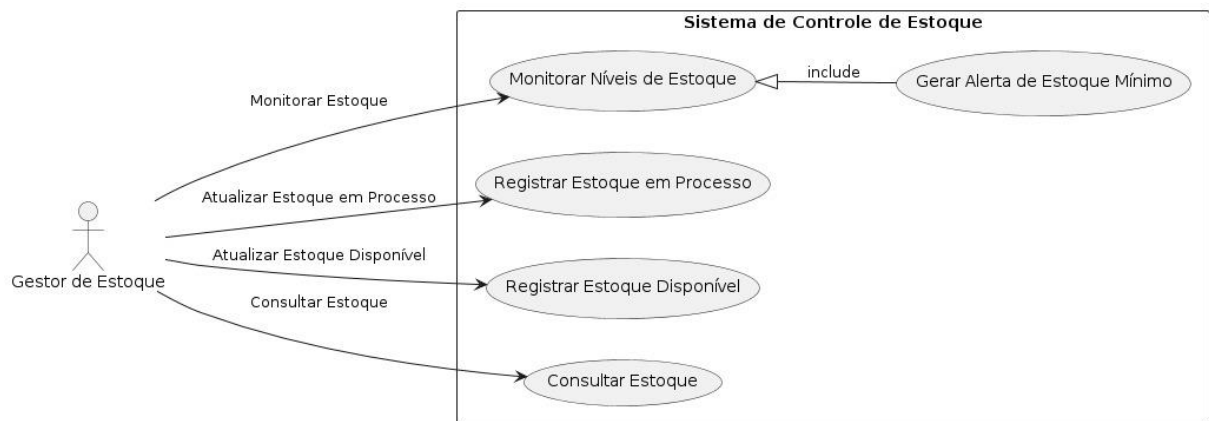 Sistema de Controle de Estoque
Monitorar Níveis de Estoque
include
Gerar Alerta de Estoque Mínimo
Monitorar Estoque
Registrar Estoque em Processo
Atualizar Estoque em Processo
Atualizar Estoque Disponível
Gestor de Estoque
Registrar Estoque Disponível
Consultar Estoque
Consultar Estoque